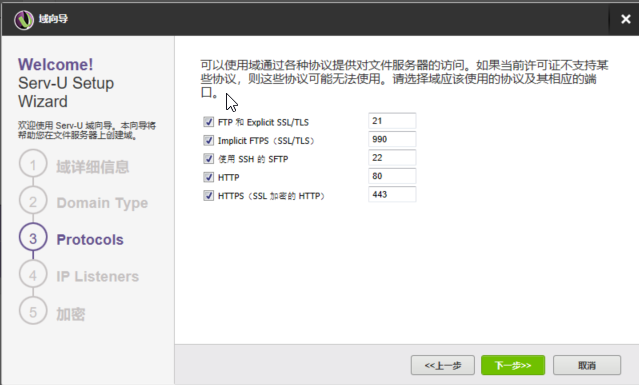 域向导
Welcome!
Serv-U Setup
Wizard
欢迎使用 Serv-U 域向导。本向导将
帮助您在文件服务器上创建域。
1 域详细信息
2 Domain Type
3 Protocols
4 IP Listeners
5 加密
可以使用域通过各种协议提供对文件服务器的访问。如果当前许可证不支持某
些协议，则这些协议可能无法使用。请选择域应该使用的协议及其相应的端
口。
FTP 和 Explicit SSL/TLS 21
Implicit FTPS（SSL/TLS） 990
使用 SSH 的 SFTP 22
HTTP 80
HTTPS（SSL 加密的 HTTP） 443
<<上一步 下一步>> 取消